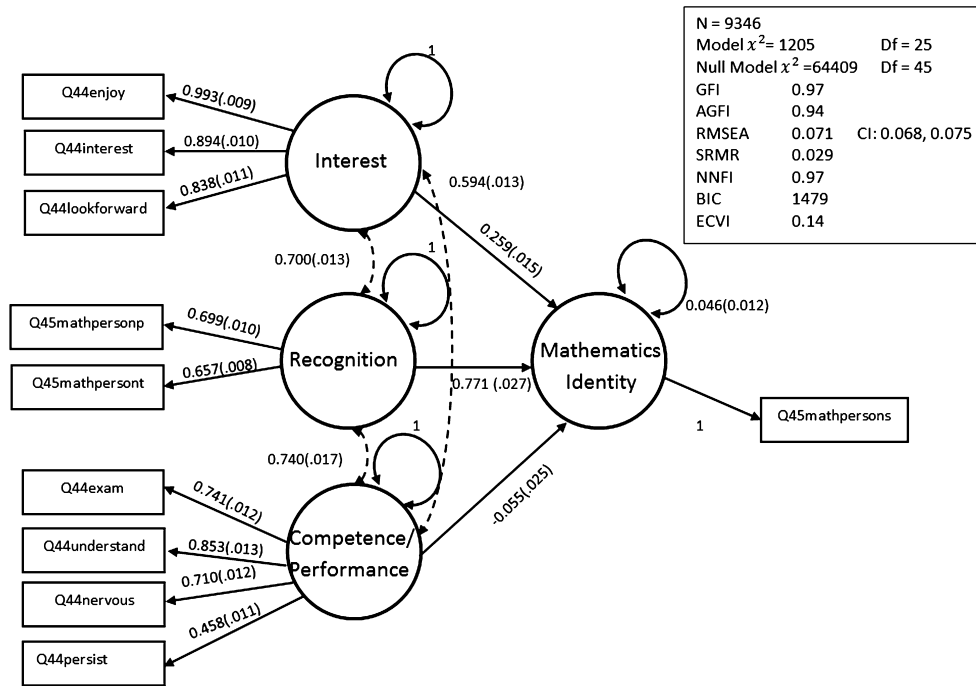 N = 9346
Model x²= 1205 Df = 25
Null Model x² =64409 Df = 45
GFI 0.97
AGFI 0.94
RMSEA 0.071 CI: 0.068, 0.075
SRMR 0.029
NNFI 0.97
BIC 1479
ECVI 0.14
1
Q44enjoy
0.993(.009)
Q44interest
0.894(.010)
Interest
Q44lookforward
0.838(.011)
0.594(.013)
0.259(.015)
0.700(.013)
1
0.046(0.012)
Q45mathpersonp
0.699(.010)
Recognition
Mathematics
Identity
Q45mathpersont
0.657(.008)
0.771 (.027)
Q45mathpersons
1
0.740(.017)
1
Q44exam
0.741(.012)
-0.055(.025)
Q44understand
0.853(.013)
Competence/
Performance
Q44nervous
0.710(.012)
Q44persist
0.458(.011)